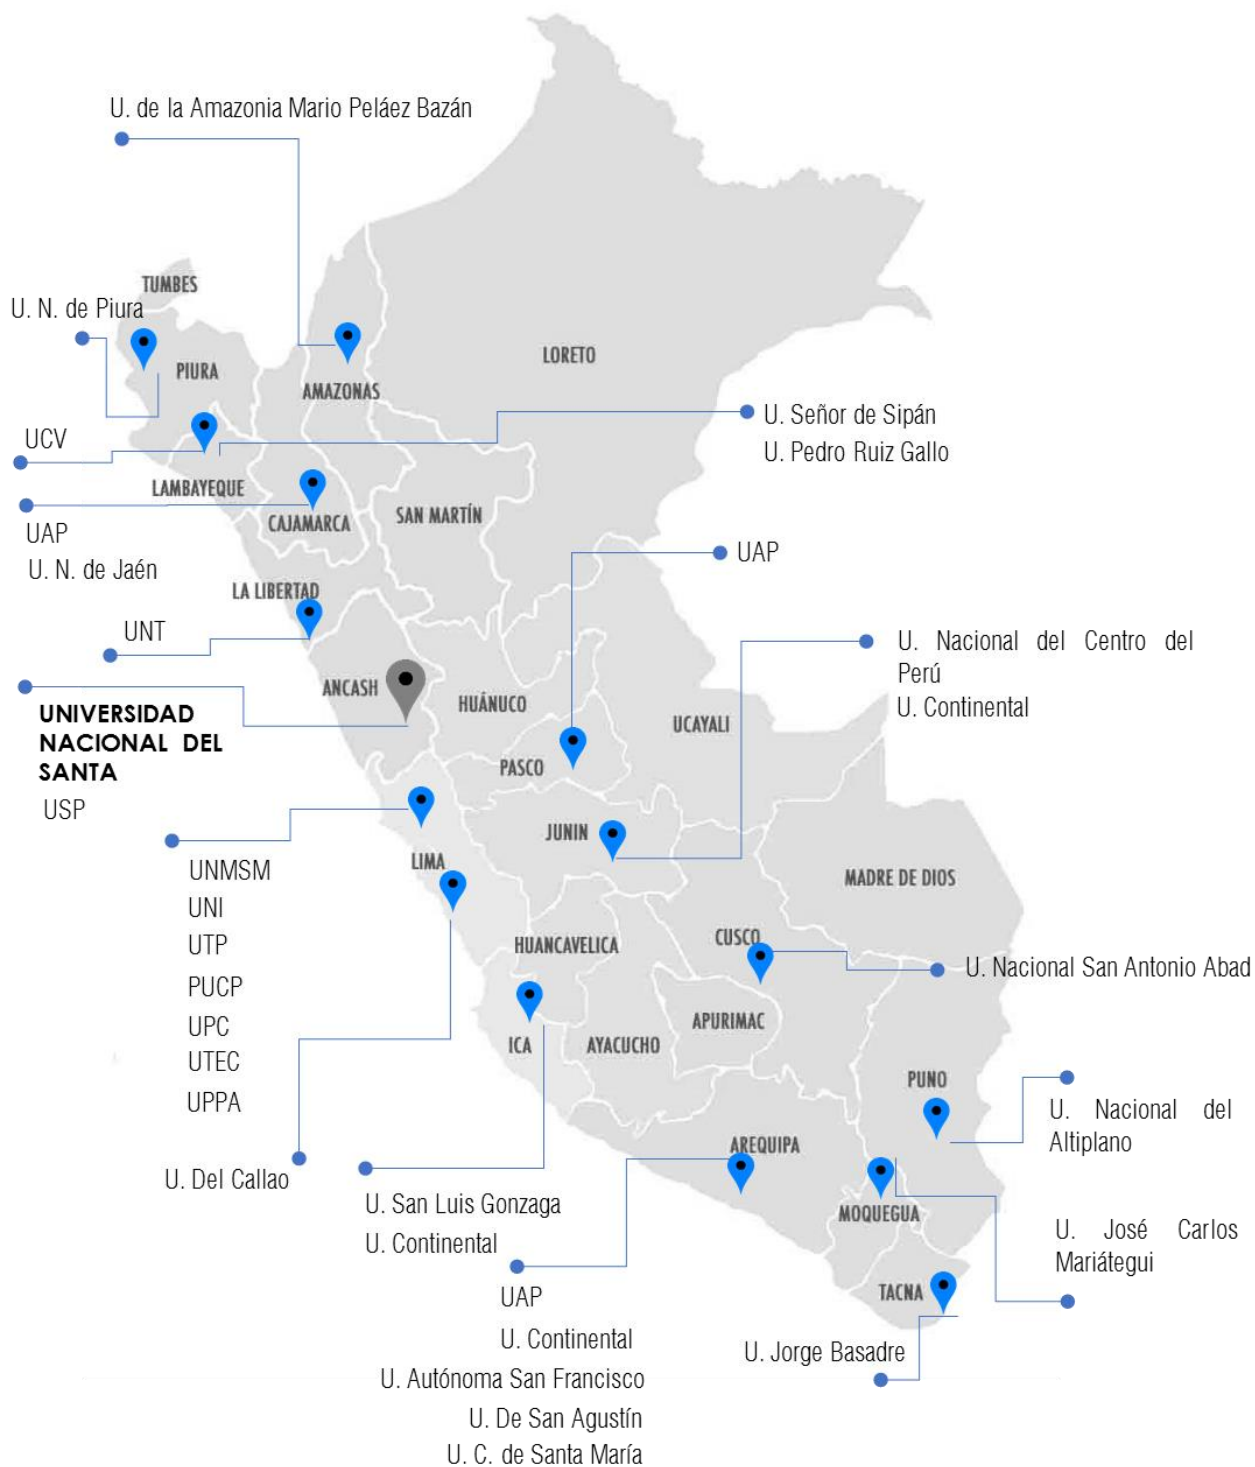 U. de la Amazonia Mario Peláez Bazán
TUMBES
U. N. de Piura
PIURA
LORETO
AMAZONAS
U. Señor de Sipán
UCV
U. Pedro Ruiz Gallo
LAMBAYEQUE
CAJAMARCA
SAN MARTÍN
UAP
U. N. de Jaén
UAP
LA LIBERTAD
UNT
U. Nacional del Centro del
Perú
U. Continental
ANCASH
HUÁNUCO
UCAYALI
UNIVERSIDAD
NACIONAL DEL
SANTA
USP
PASCO
JUNIN
LIMA
MADRE DE DIOS
UNMSM
UNI
UTP
PUCP
UPC
UTEC
UPPA
HUANCAVELICA
CUSCO
U. Nacional San Antonio Abad
ICA
AYACUCHO
APURIMAC
PUNO
U. Nacional del
Altiplano
AREQUIPA
U. Del Callao
U. San Luis Gonzaga
U. Continental
MOQUEGUA
U. José Carlos
Mariátegui
TACNA
UAP
U. Continental
U. Autónoma San Francisco
U. De San Agustín
U. C. de Santa María
U. Jorge Basadre